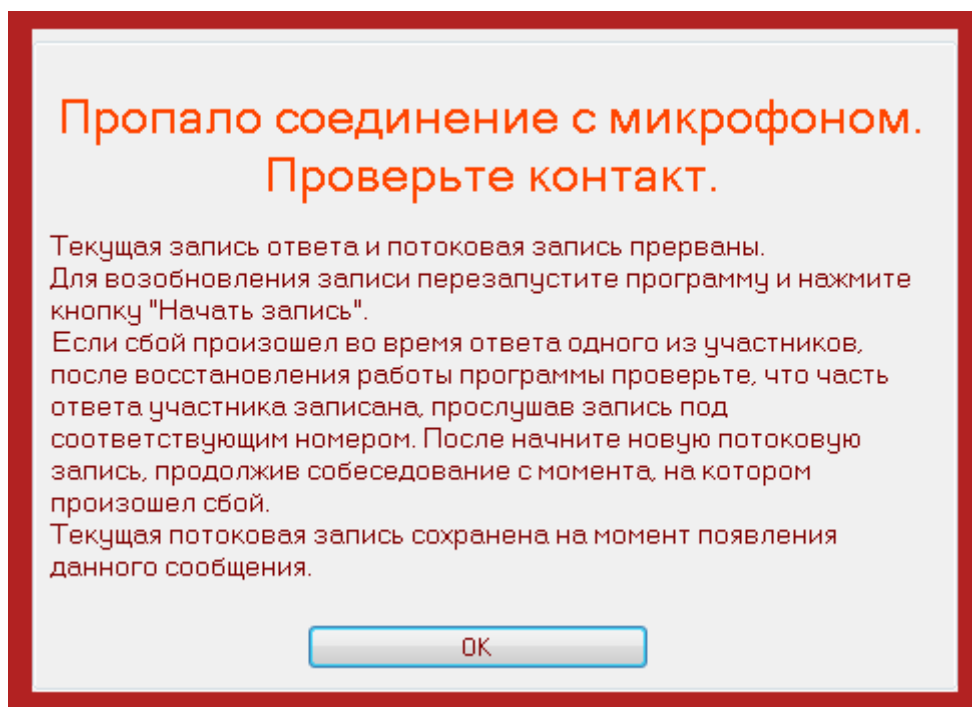 Пропало соединение с микрофоном.
Проверьте контакт.
Текущая запись ответа и потоковая запись прерваны.
Для возобновления записи перезапустите программу и нажмите
кнопку "Начать запись".
Если сбой произошел во время ответа одного из участников,
после восстановления работы программы проверьте, что часть
ответа участника записана, прослушав запись под
соответствующим номером. После начните новую потоковую
запись, продолжив собеседование с момента, на котором
произошел сбой.
Текущая потоковая запись сохранена на момент появления
данного сообщения.
ОК